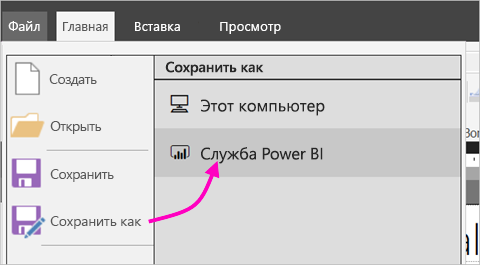 Файл Главная Вставка Просмотр
Создать
Открыть
Сохранить
Сохранить как
Сохранить как
Этот компьютер
Служба Power BI